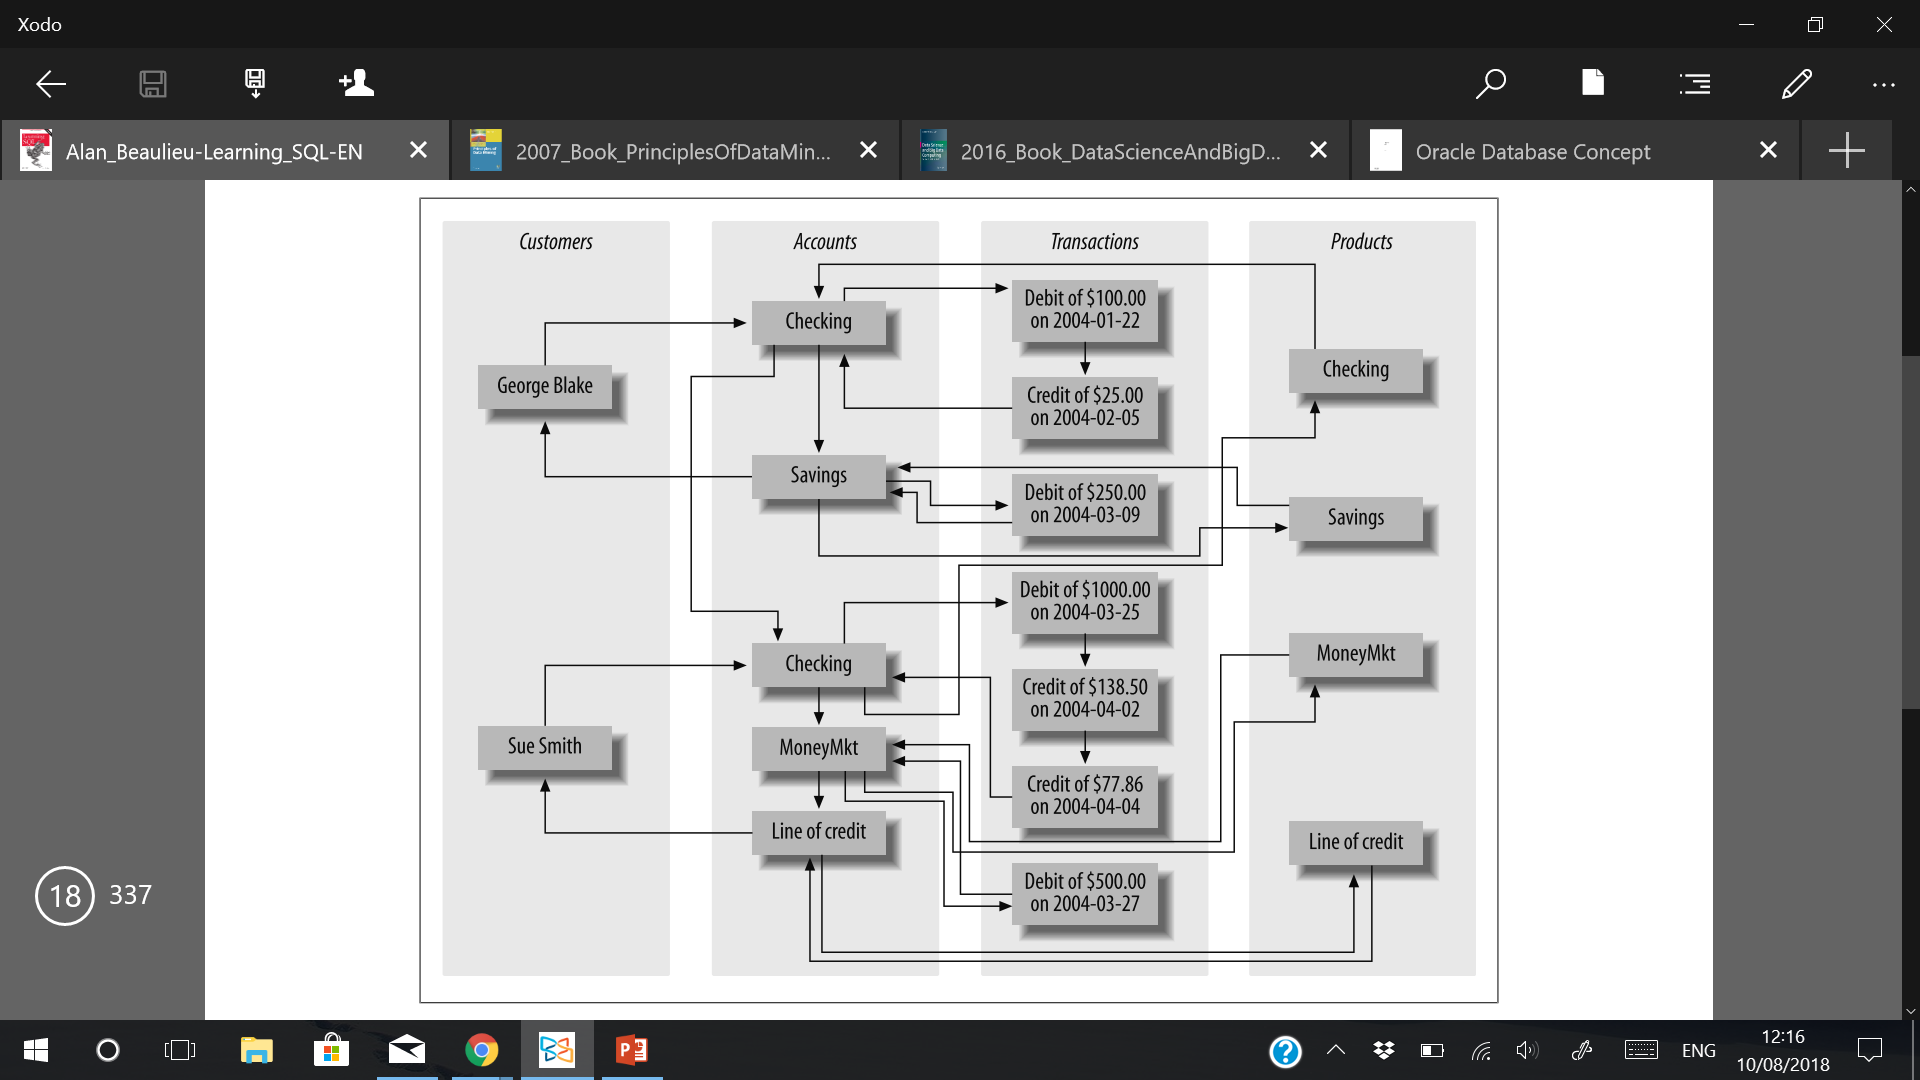 Xodo
Alan_Beaulieu-Learning_SQL-EN
2007_Book_PrinciplesOfDataMin...
2016_Book_DataScienceAndBigD...
Oracle Database Concept
Customers
Accounts
Transactions
Products
George Blake
Sue Smith
Checking
Savings
Checking
MoneyMkt
Line of credit
Debit of $100.00
on 2004-01-22
Credit of $25.00
on 2004-02-05
Debit of $250.00
on 2004-03-09
Debit of $1000.00
on 2004-03-25
Credit of $138.50
on 2004-04-02
Credit of $77.86
on 2004-04-04
Debit of $500.00
on 2004-03-27
Checking
Savings
MoneyMkt
Line of credit
18 337
ENG
12:16
10/08/2018